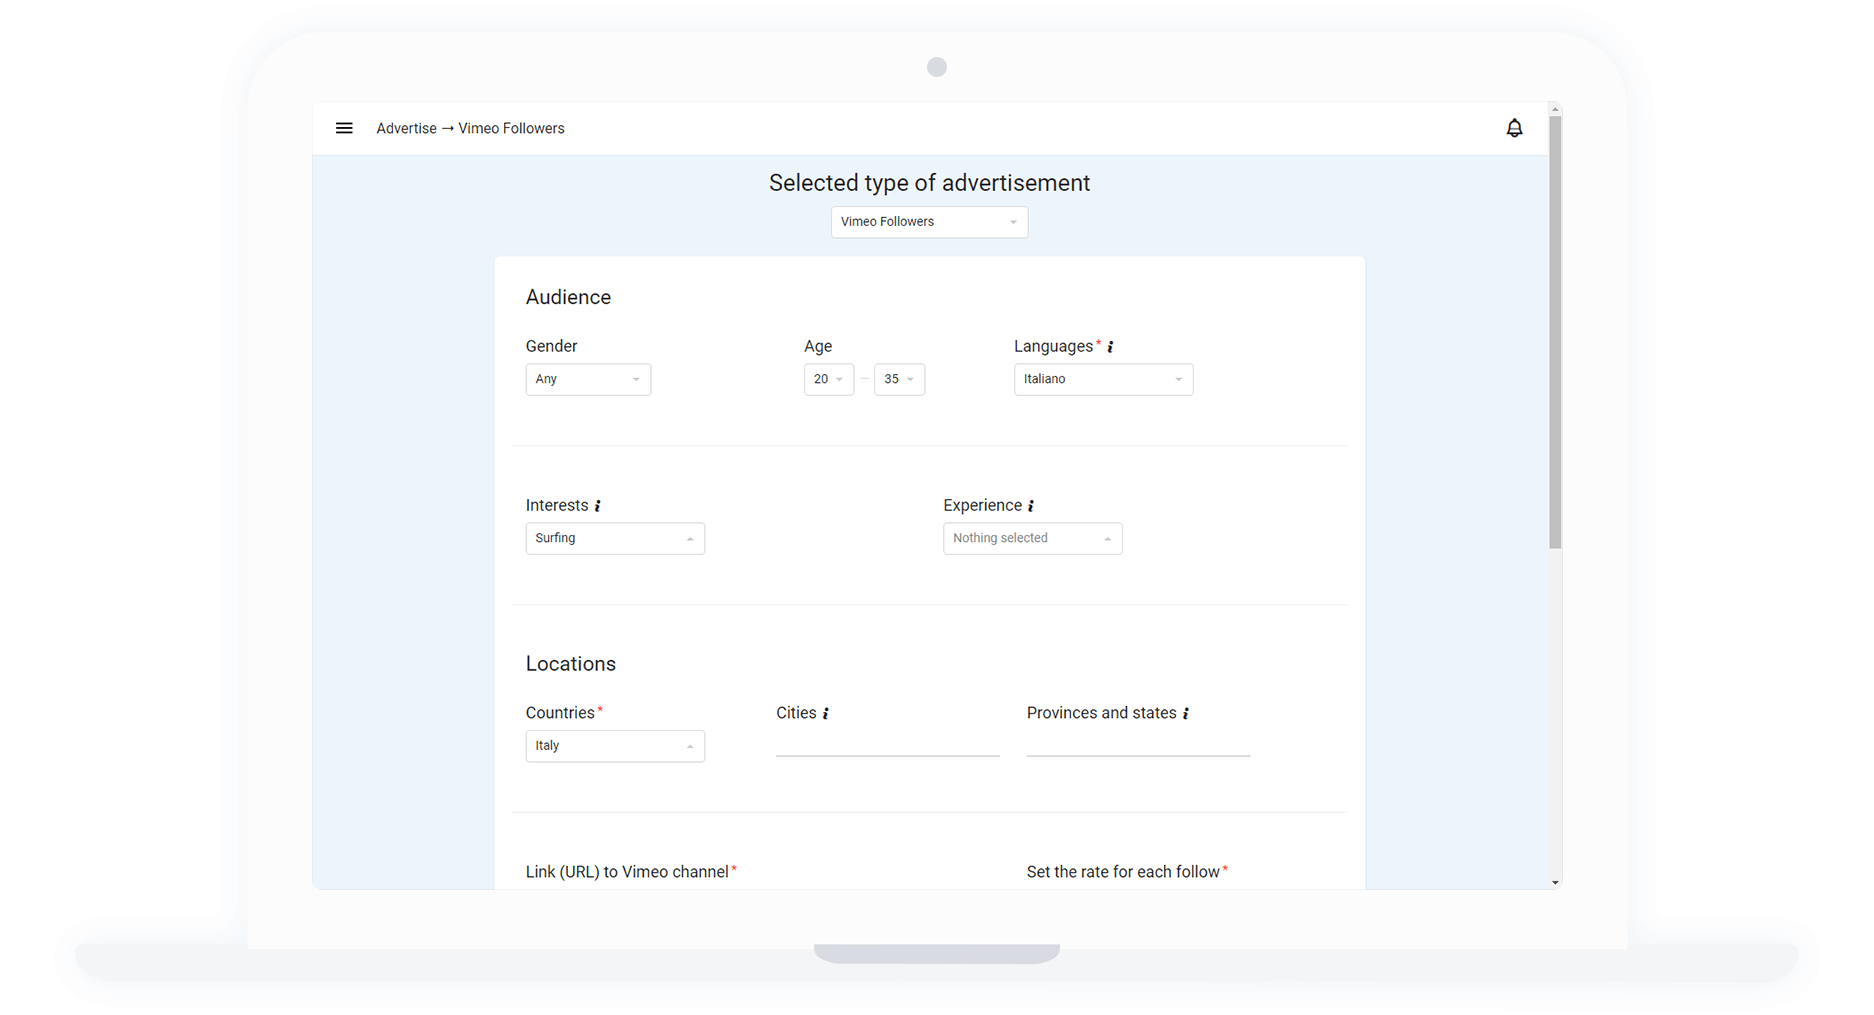 Advertise → Vimeo Followers
Selected type of advertisement
Vimeo Followers
Audience
Gender
Age
Languages*
Any
20
35
Italiano
Interests
Experience
Surfing
Nothing selected
Locations
Countries*
Cities
Provinces and states
Italy
Link (URL) to Vimeo channel*
Set the rate for each follow*